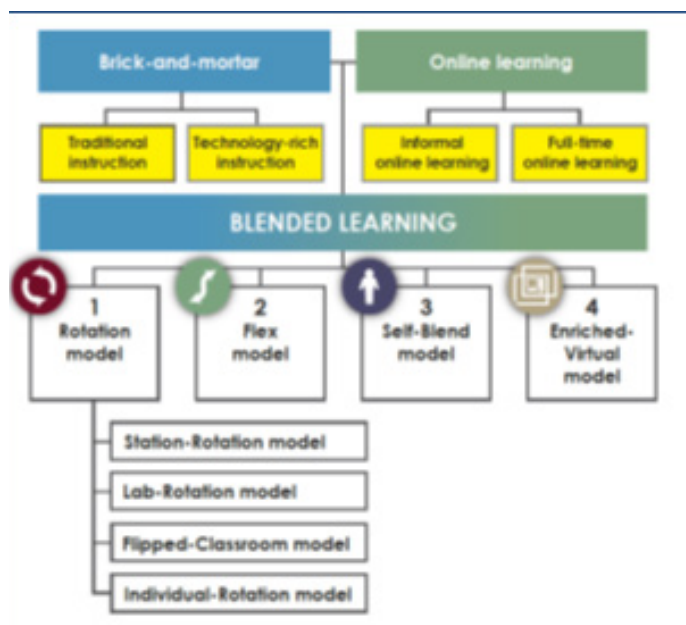 Brick-and-mortar
Online learning
Traditional
instruction
Technology-rich
instruction
Informal
online learning
Full-time
online learning
BLENDED LEARNING
1
Rotation
model
2
Flex
model
3
Self-Blend
model
4
Enriched-
Virtual
model
Station-Rotation model
Lab-Rotation model
Flipped-Classroom model
Individual-Rotation model